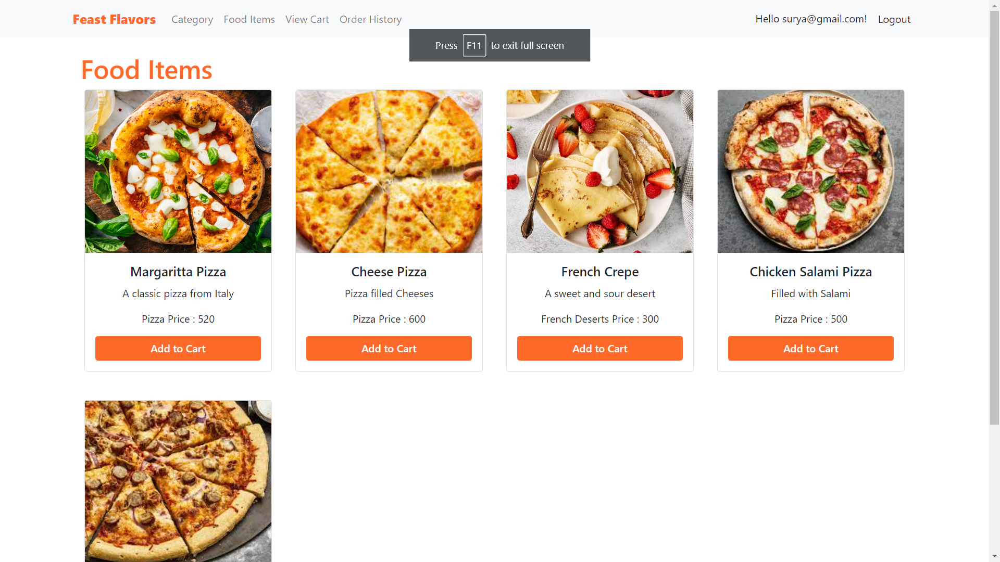 Feast Flavors Category Food Items View Cart Order History Hello surya@gmail.com! Logout
Press F11 to exit full screen
Food Items
Margaritta Pizza
A classic pizza from Italy
Pizza Price : 520
Add to Cart
Cheese Pizza
Pizza filled Cheeses
Pizza Price : 600
Add to Cart
French Crepe
A sweet and sour desert
French Deserts Price : 300
Add to Cart
Chicken Salami Pizza
Filled with Salami
Pizza Price : 500
Add to Cart